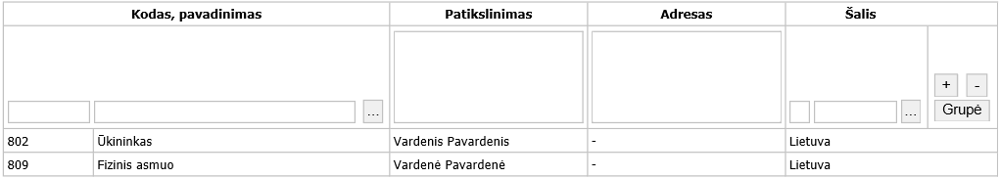 Kodas, pavadinimas Patikslinimas Adresas Šalis
+ -
... ... Grupė
802 Ūkininkas Vardenis Pavardenis - Lietuva
809 Fizinis asmuo Vardenė Pavardenė - Lietuva